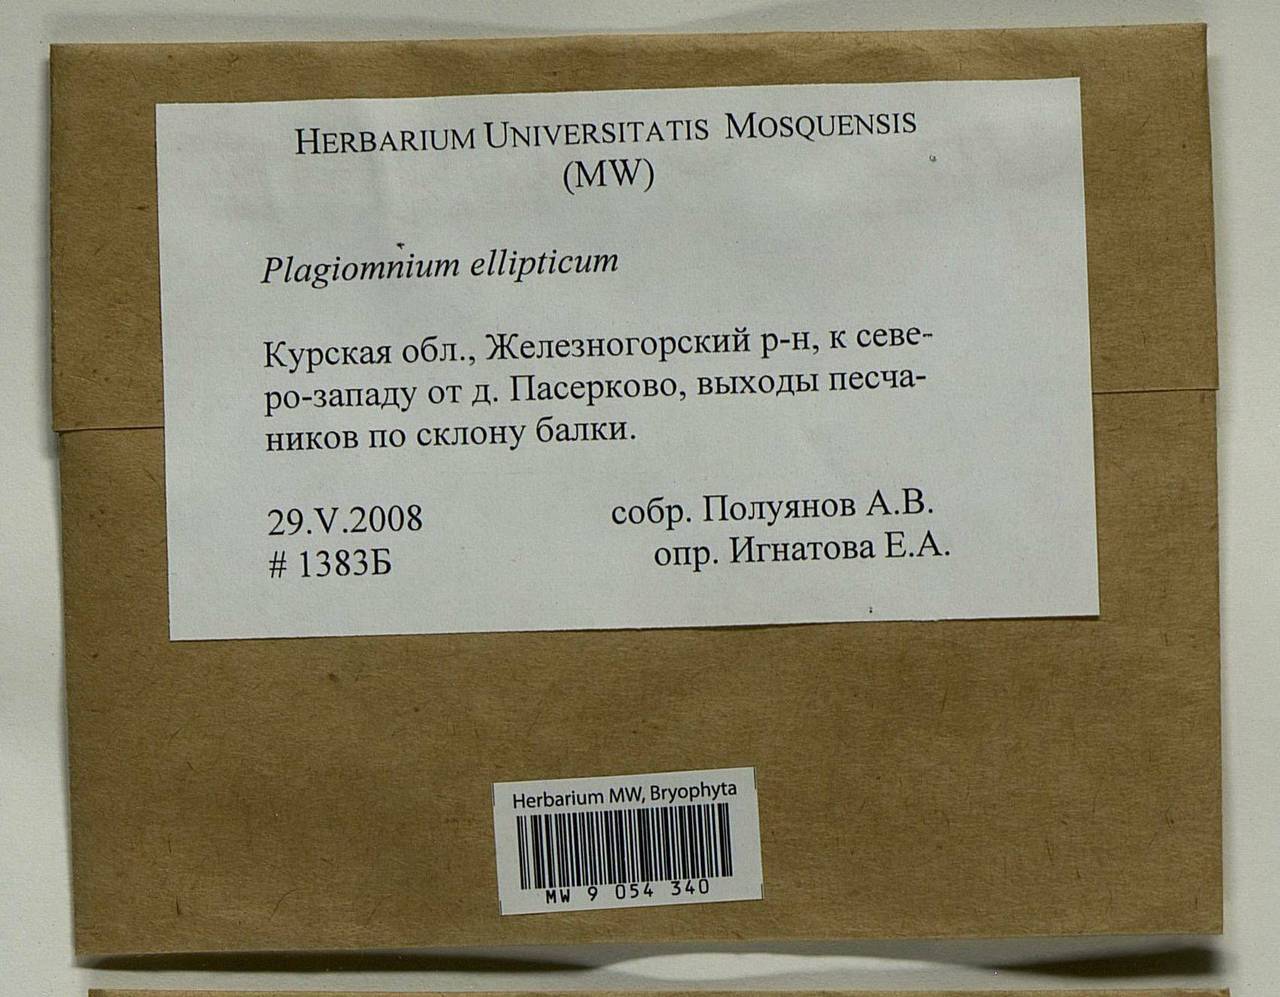 HERBARIUM UNIVERSITATIS MOSQUENSIS
(MW)
Plagiomnium ellipticum
Курская обл., Железногорский р-н, к севе-
ро-западу от д. Пасерково, выходы песча-
ников по склону балки.
29.V.2008 собр. Полуянов А.В.
# 1383Б опр. Игнатова Е.А.
Herbarium MW, Bryophyta
MW 9 054 340